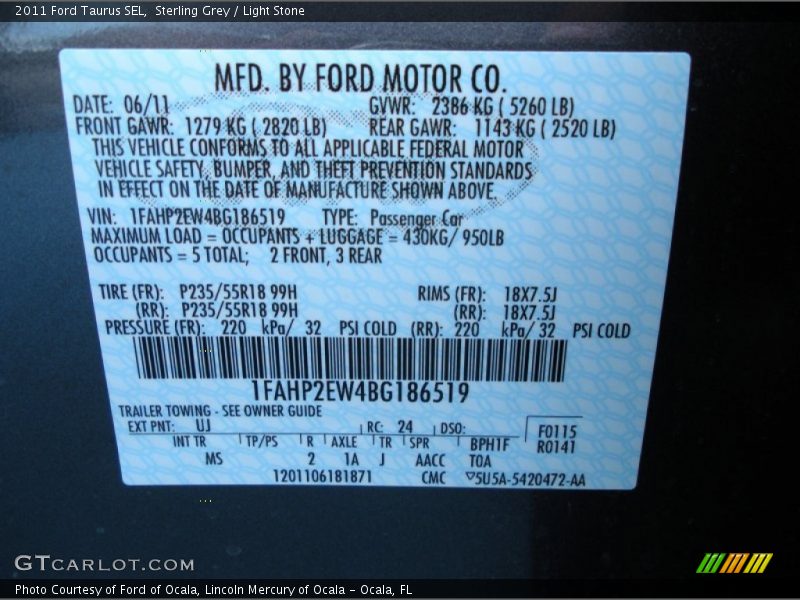 2011 Ford Taurus SEL,  Sterling Grey / Light Stone
MFD. BY FORD MOTOR CO.
DATE: 06/11 GVWR: 2386 KG ( 5260 LB)
FRONT GAWR: 1279 KG ( 2820 LB) REAR GAWR: 1143 KG ( 2520 LB)
THIS VEHICLE CONFORMS TO ALL APPLICABLE FEDERAL MOTOR
VEHICLE SAFETY, BUMPER, AND THEFT PREVENTION STANDARDS
IN EFFECT ON THE DATE OF MANUFACTURE SHOWN ABOVE.
VIN: 1FAHP2EW4BG186519 TYPE: Passenger Car
MAXIMUM LOAD = OCCUPANTS + LUGGAGE = 430KG/ 950LB
OCCUPANTS = 5 TOTAL; 2 FRONT, 3 REAR
TIRE (FR): P235/55R18 99H RIMS (FR): 18X7.5J
(RR): P235/55R18 99H (RR): 18X7.5J
PRESSURE (FR): 220 kPa/ 32 PSI COLD (RR): 220 kPa/ 32 PSI COLD
1FAHP2EW4BG186519
TRAILER TOWING - SEE OWNER GUIDE
EXT PNT: UJ RC: 24 DSO: F0115
INT TR TP/PS R AXLE TR SPR BPH1F R0141
MS 2 1A J AACC TOA
1201106181871 CMC ▽5U5A-5420472-AA
GTCARLOT.COM
Photo Courtesy of Ford of Ocala, Lincoln Mercury of Ocala - Ocala, FL